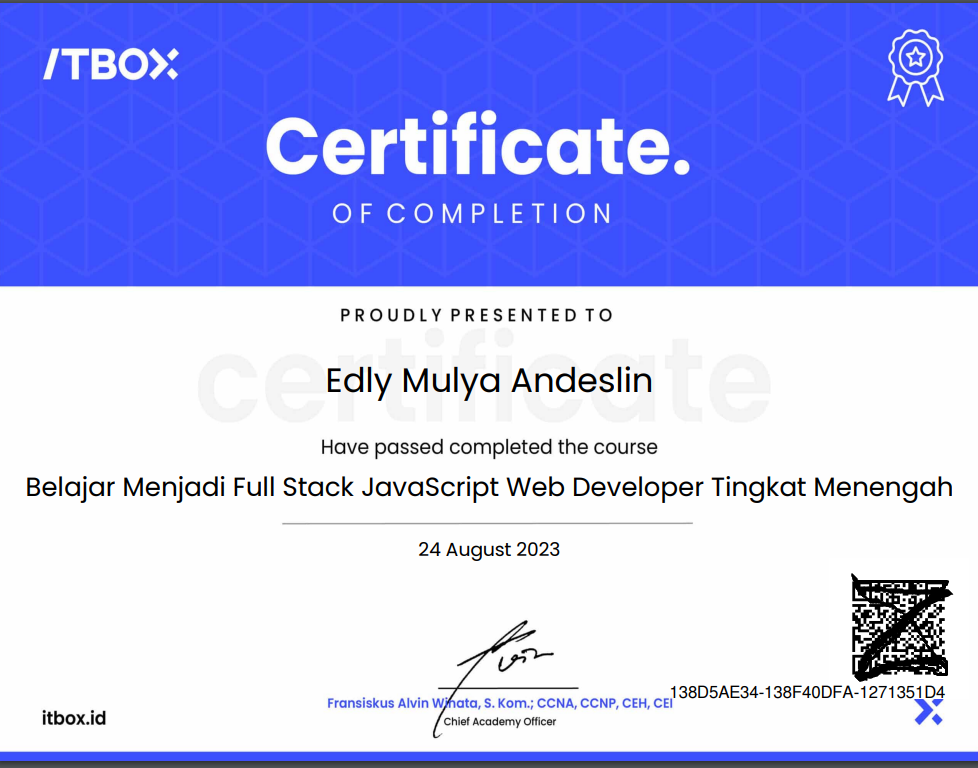 ITBOX
Certificate.
OF COMPLETION
PROUDLY PRESENTED TO
certificate
Edly Mulya Andeslin
Have passed completed the course
Belajar Menjadi Full Stack JavaScript Web Developer Tingkat Menengah
24 August 2023
138D5AE34-138F40DFA-1271351D4
Fransiskus Alvin Winata, S. Kom.; CCNA, CCNP, CEH, CEI
Chief Academy Officer
itbox.id